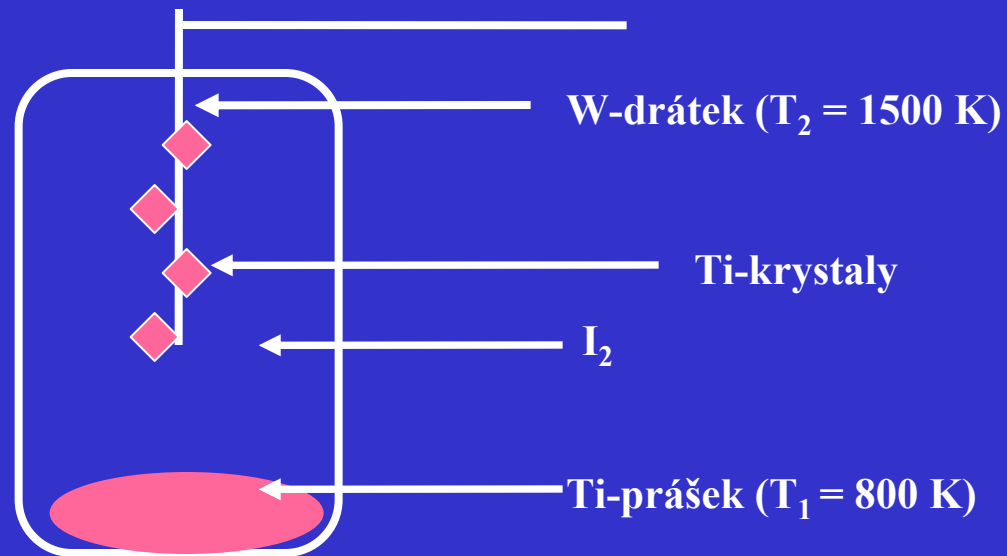 W-drátek (T₂ = 1500 K)
Ti-krystaly
I₂
Ti-prášek (T₁ = 800 K)